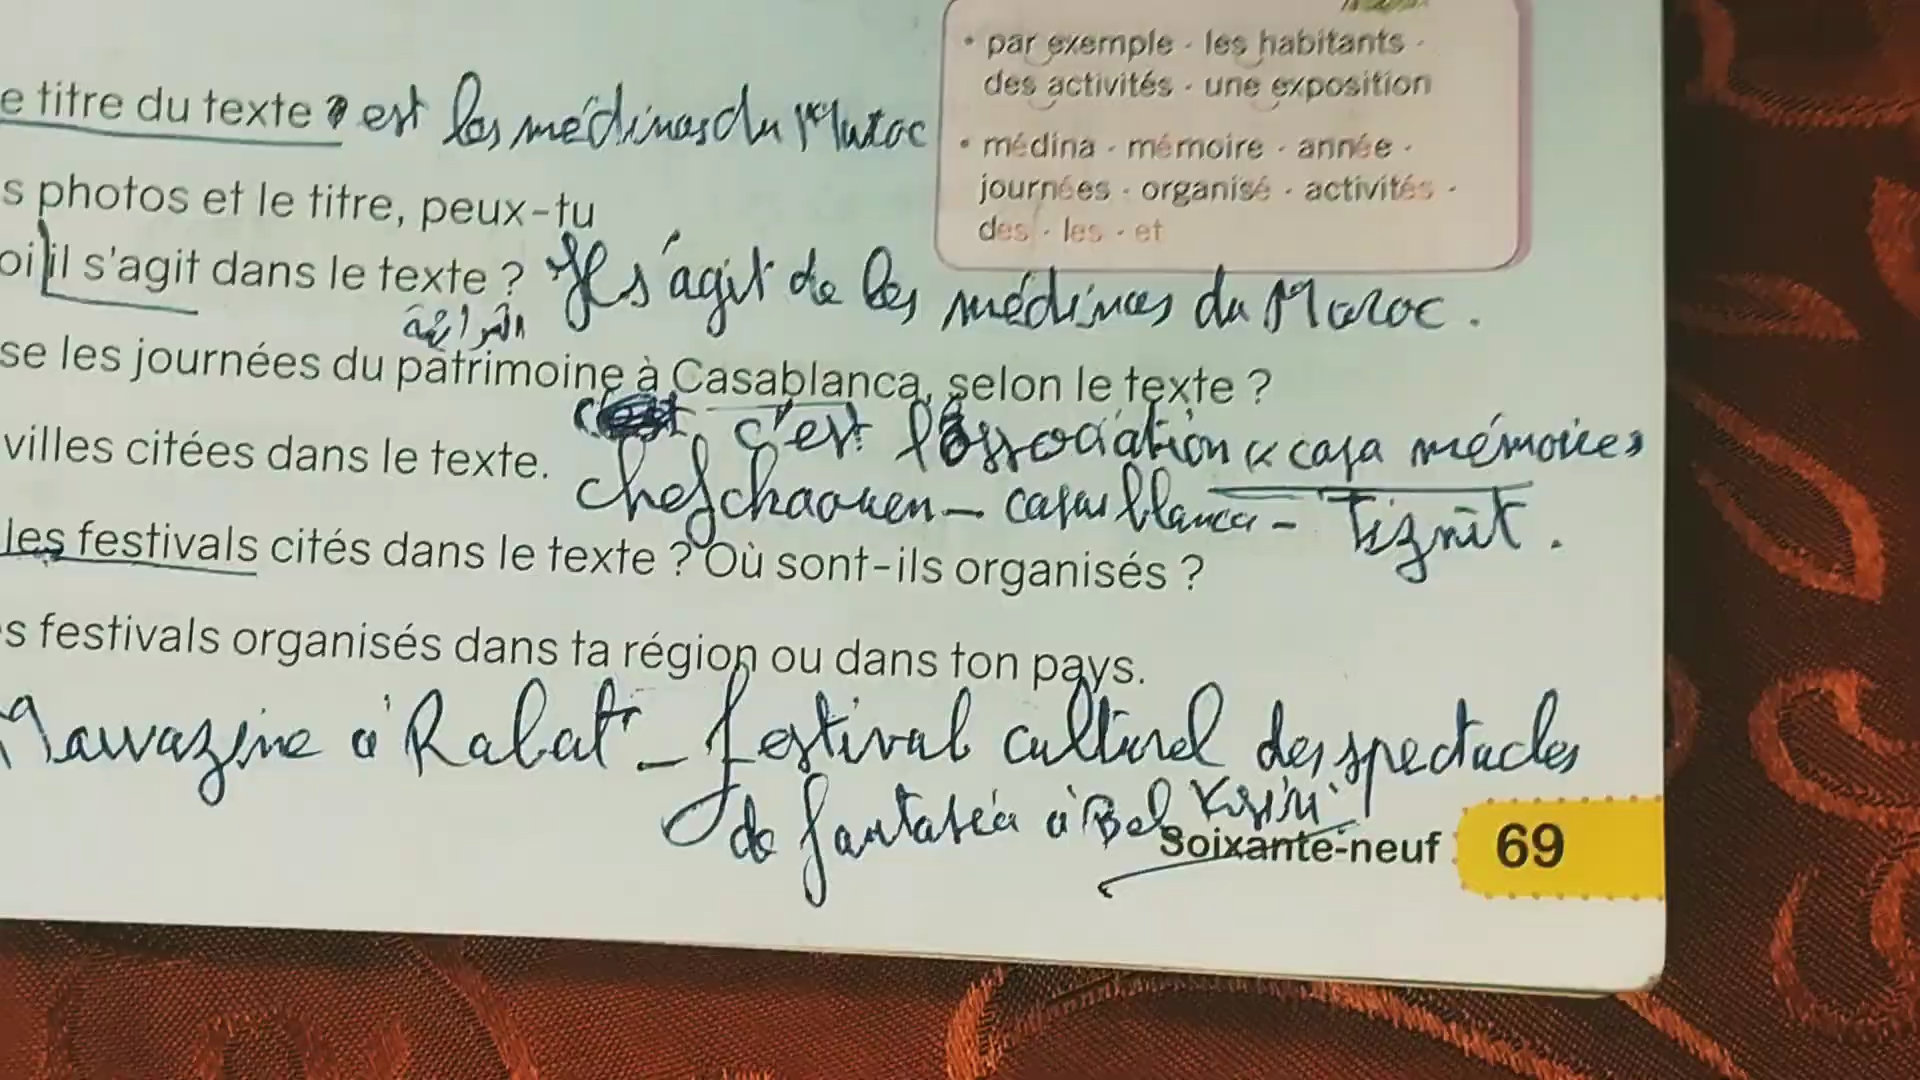 • par exemple - les habitants -
des activités - une exposition
• médina - mémoire - année -
journées - organisé - activités -
des - les - et
e titre du texte ? est les médinas du Maroc
s photos et le titre, peux-tu
oi il s'agit dans le texte ? Il s'agit de les médinas du Maroc.
se les journées du patrimoine à Casablanca, selon le texte ?
c'est l'association « casa mémoires
villes citées dans le texte.
chefchaouen - casablanca - Tiznit.
les festivals cités dans le texte ? Où sont-ils organisés ?
s festivals organisés dans ta région ou dans ton pays.
Mawazine à Rabat - festival culturel des spectacles
de fantasia à Bel Ksiri
Soixante-neuf 69